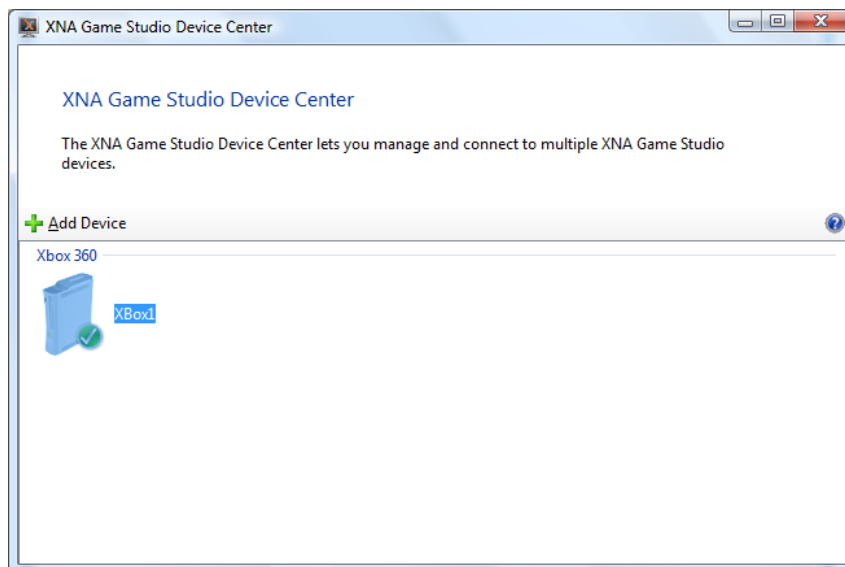 XNA Game Studio Device Center
XNA Game Studio Device Center
The XNA Game Studio Device Center lets you manage and connect to multiple XNA Game Studio
devices.
Add Device
Xbox 360
XBox1